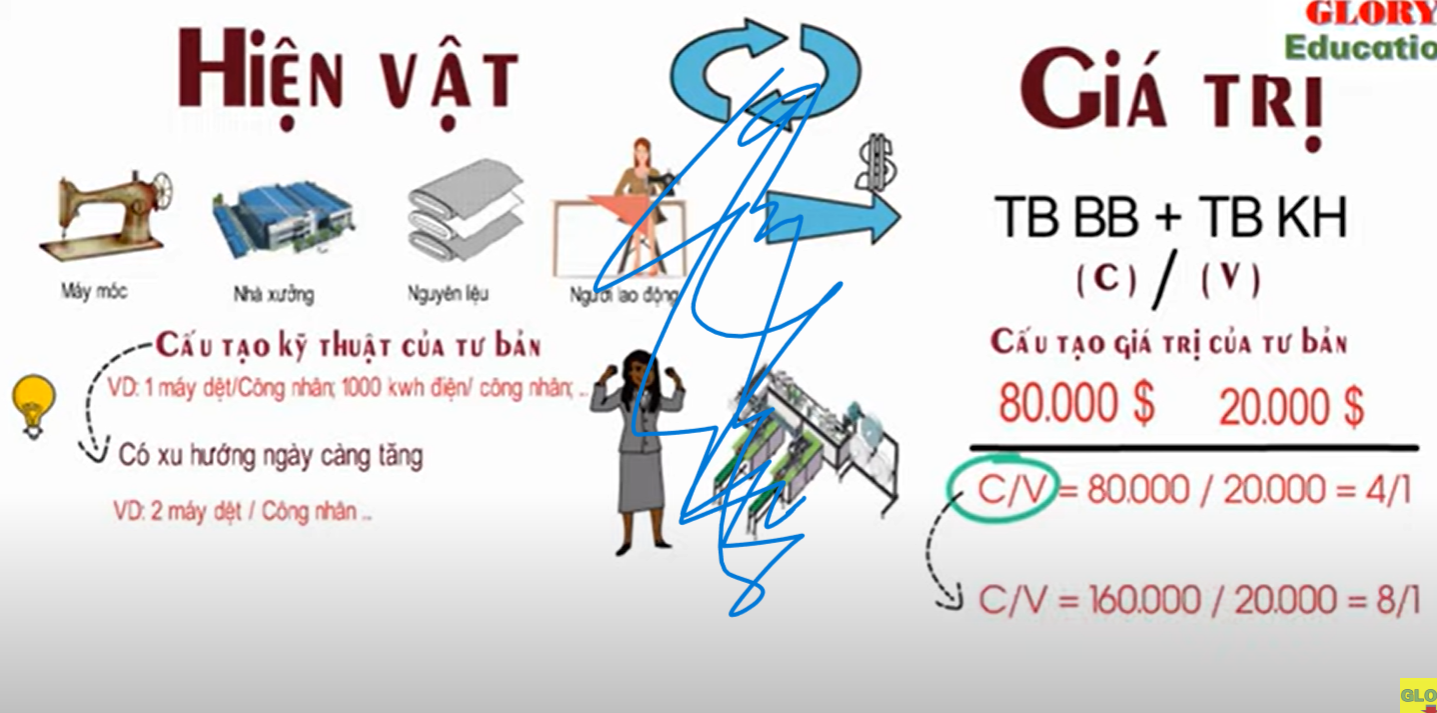 GLORY
Educatio
HIỆN VẬT
GIÁ TRỊ
$
TB BB + TB KH
(C) / (V)
Máy móc
Nhà xưởng
Nguyên liệu
Người lao động
CẤU TẠO KỸ THUẬT CỦA TƯ BẢN
CẤU TẠO GIÁ TRỊ CỦA TƯ BẢN
VD: 1 máy dệt/Công nhân; 1000 kwh điện/ công nhân; ..
80.000 $ 20.000 $
Có xu hướng ngày càng tăng
C/V = 80.000 / 20.000 = 4/1
VD: 2 máy dệt / Công nhân ..
C/V = 160.000 / 20.000 = 8/1
GLO